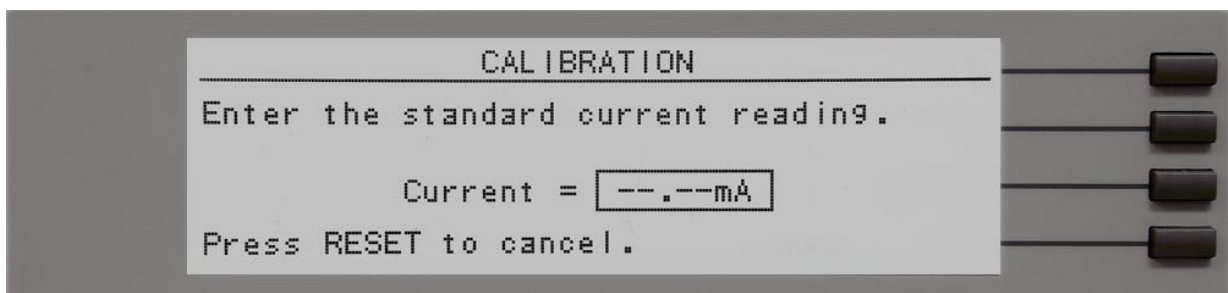 CALIBRATION
Enter the standard current reading.
Current = --.--mA
Press RESET to cancel.